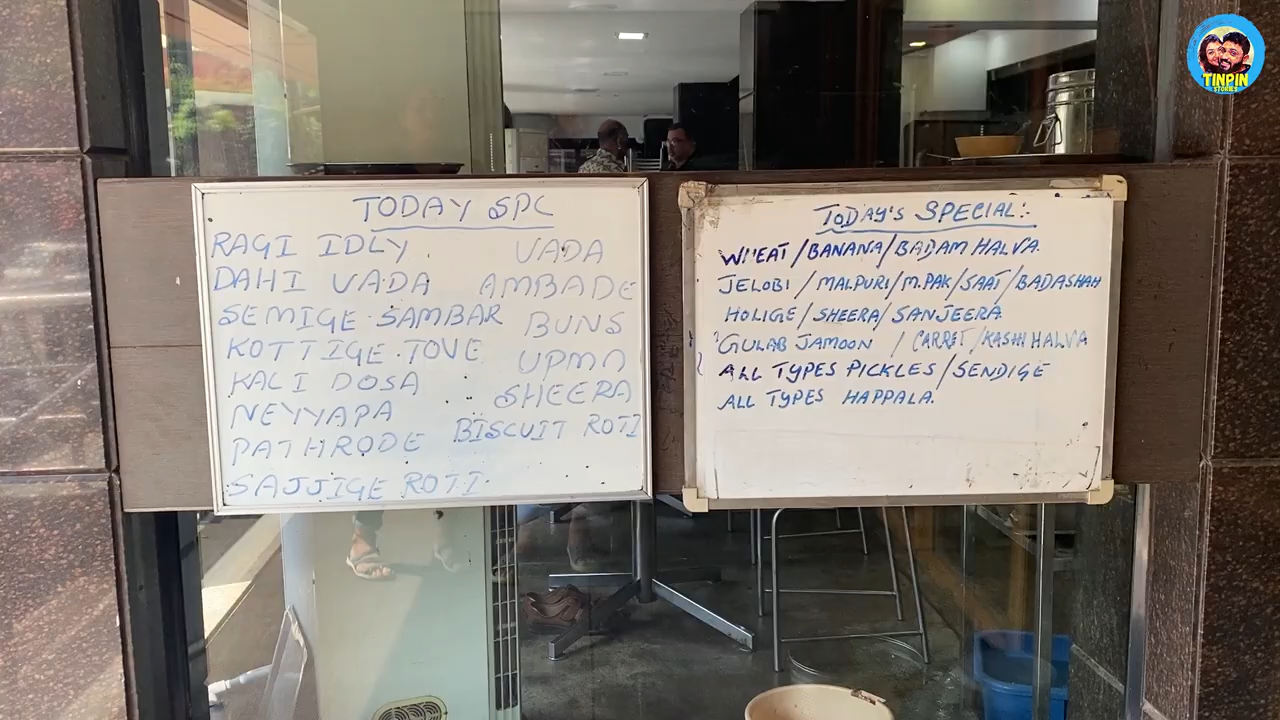 TODAY SPC
RAGI IDLY VADA
DAHI VADA AMBADE
SEMIGE·SAMBAR BUNS
KOTTIGE·TOVE UPMA
KALI DOSA SHEERA
NEYYAPA
PATHRODE BISCUIT ROTI
SAJJIGE ROTI·
TODAY'S SPECIAL:-
WHEAT/BANANA/BADAM HALVA
JELOBI/MALPURI/M.PAK/SAAT/BADASHAH
HOLIGE/SHEERA/SANJEERA
GULAB JAMOON / CARRET/KASHI HALVA
ALL TYPES PICKLES/SENDIGE
ALL TYPES HAPPALA.
TINPIN
STORIES